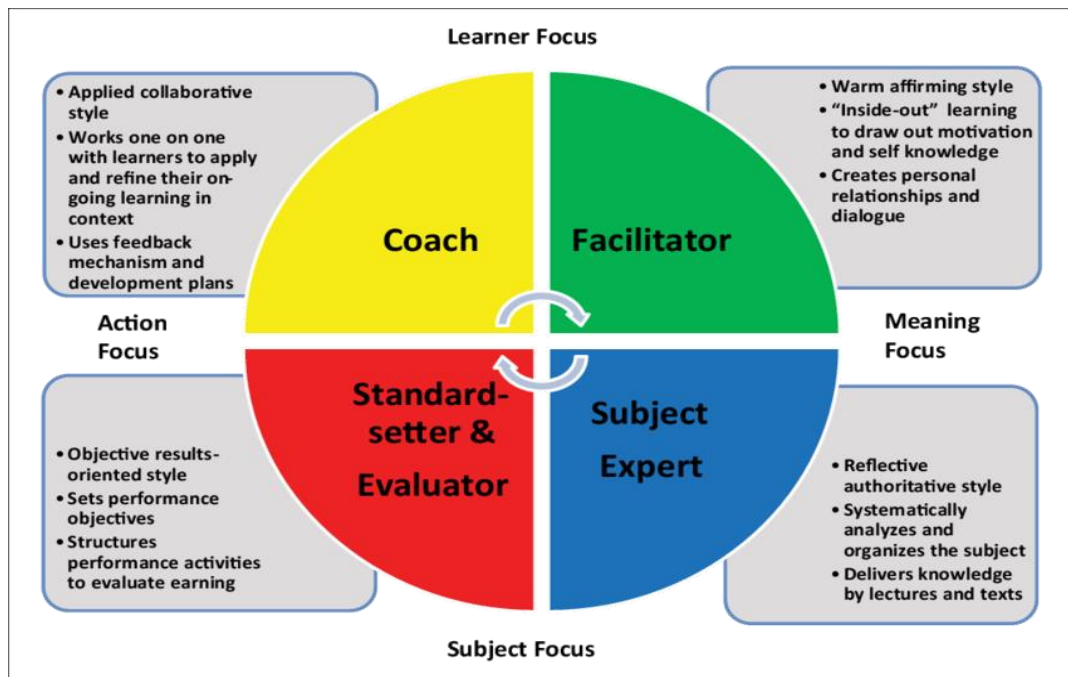 Learner Focus
• Applied collaborative
style
• Works one on one
with learners to apply
and refine their on-
going learning in
context
• Uses feedback
mechanism and
development plans
• Warm affirming style
• “Inside-out” learning
to draw out motivation
and self knowledge
• Creates personal
relationships and
dialogue
Coach
Facilitator
Action
Focus
Meaning
Focus
Standard-
setter &
Evaluator
Subject
Expert
• Objective results-
oriented style
• Sets performance
objectives
• Structures
performance activities
to evaluate earning
• Reflective
authoritative style
• Systematically
analyzes and
organizes the subject
• Delivers knowledge
by lectures and texts
Subject Focus